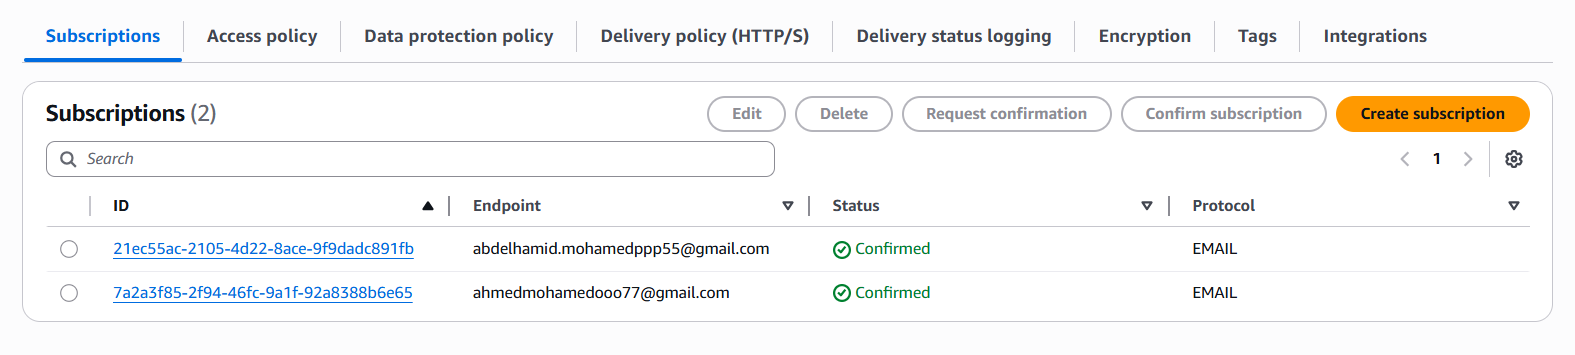 Subscriptions Access policy Data protection policy Delivery policy (HTTP/S) Delivery status logging Encryption Tags Integrations
Subscriptions (2) Edit Delete Request confirmation Confirm subscription Create subscription
Search 1
ID Endpoint Status Protocol
21ec55ac-2105-4d22-8ace-9f9dadc891fb abdelhamid.mohamedppp55@gmail.com Confirmed EMAIL
7a2a3f85-2f94-46fc-9a1f-92a8388b6e65 ahmedmohamedooo77@gmail.com Confirmed EMAIL